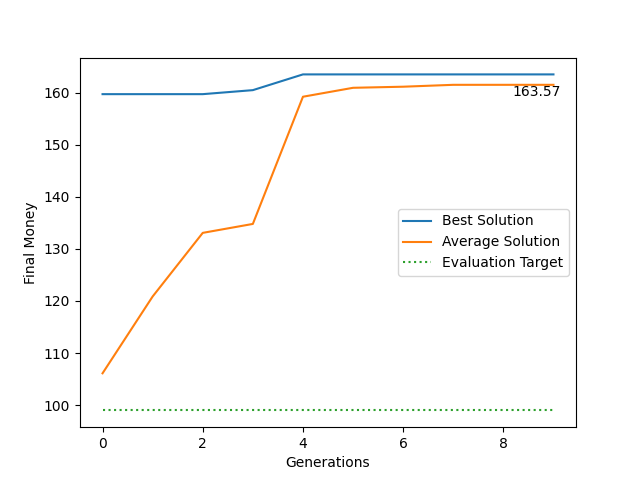 160
150
140
130
120
110
100
Final Money
163.57
Best Solution
Average Solution
Evaluation Target
0 2 4 6 8
Generations